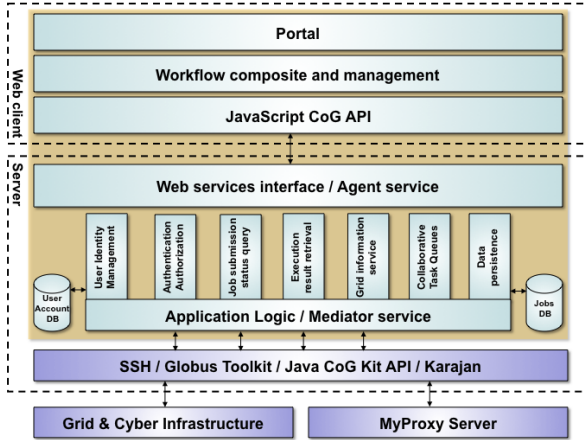 Web client
Portal
Workflow composite and management
JavaScript CoG API
Server
Web services interface / Agent service
User Identity
Management
Authentication
Authorization
Job submission
status query
Execution
result retrieval
Grid information
service
Collaborative
Task Queues
Data
persistence
User
Account
DB
Jobs
DB
Application Logic / Mediator service
SSH / Globus Toolkit / Java CoG Kit API / Karajan
Grid & Cyber Infrastructure
MyProxy Server